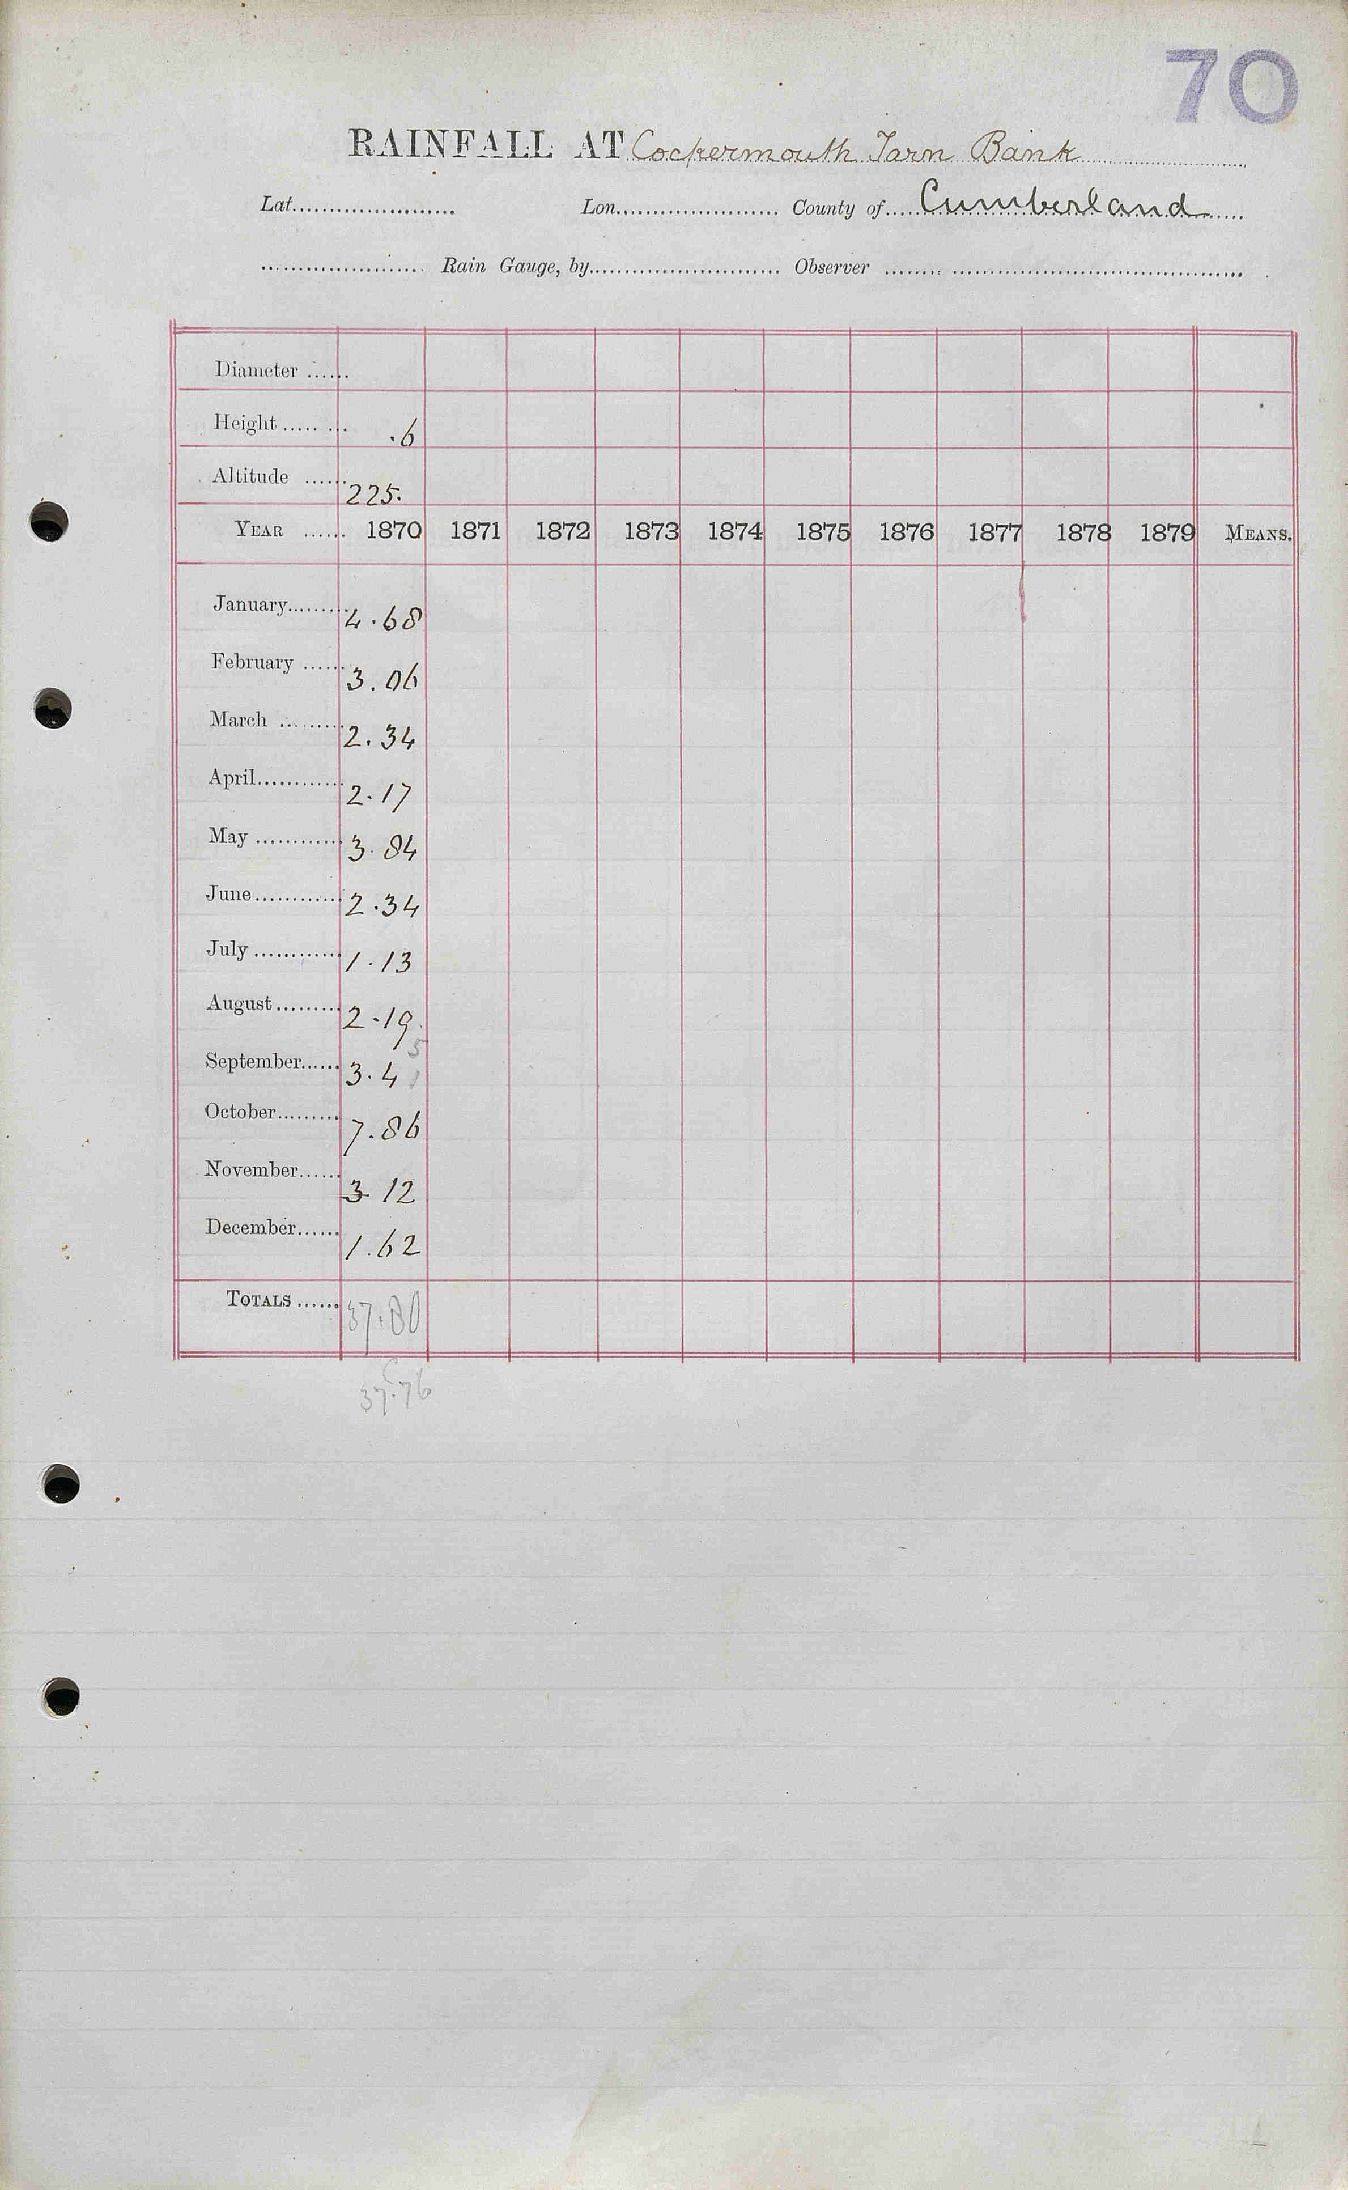 70
RAINFALL AT Cockermouth Tarn Bank
Lat...................... Lon...................... County of..... Cumberland
...................... Rain Gauge, by.......................... Observer ..............................................
Diameter ......
Height........ .6
Altitude ...... 225.
YEAR ...... 1870 1871 1872 1873 1874 1875 1876 1877 1878 1879 MEANS.
January......... 4.68
February ...... 3.06
March ......... 2.34
April............ 2.17
May ............ 3.84
June............ 2.34
July ............ 1.13
August......... 2.19.
5
September...... 3.4 1
October......... 7.86
November...... 3 12
December...... 1.62
TOTALS ...... 37.80
37.76